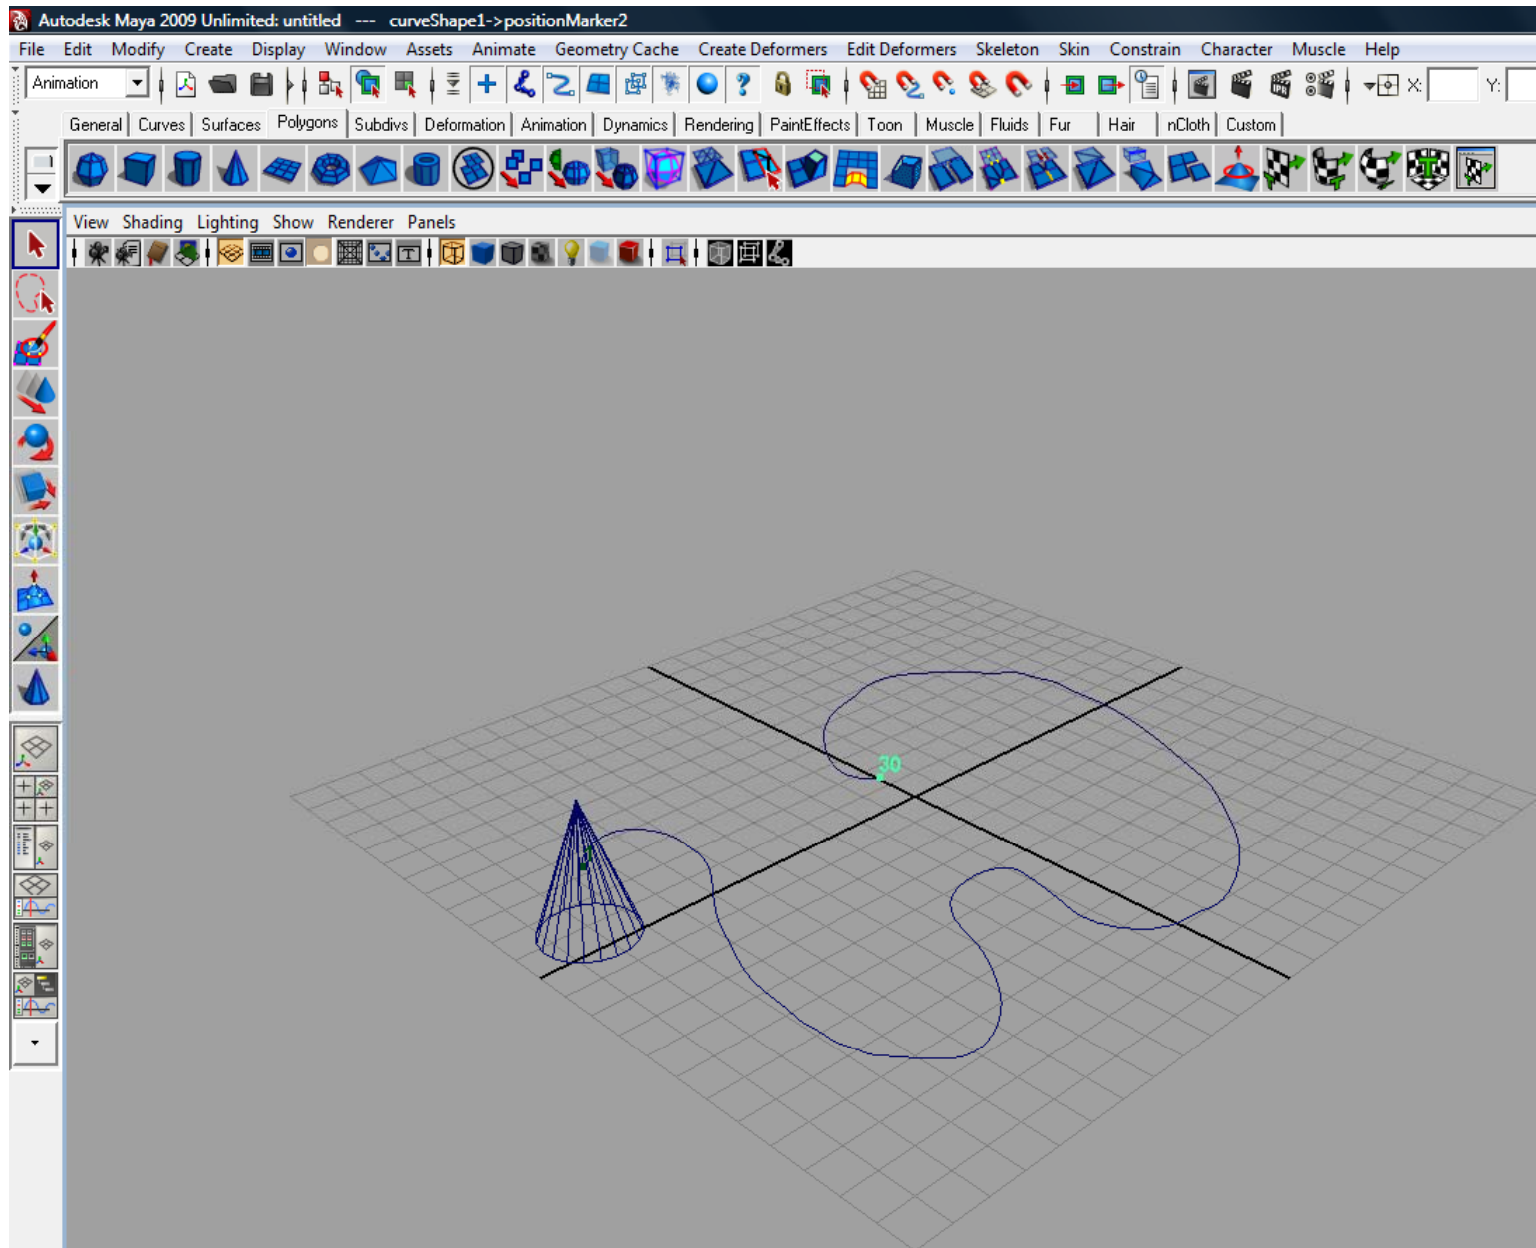 Autodesk Maya 2009 Unlimited: untitled --- curveShape1->positionMarker2
File Edit Modify Create Display Window Assets Animate Geometry Cache Create Deformers Edit Deformers Skeleton Skin Constrain Character Muscle Help
Animation IPR X: Y:
General Curves Surfaces Polygons Subdivs Deformation Animation Dynamics Rendering PaintEffects Toon Muscle Fluids Fur Hair nCloth Custom
View Shading Lighting Show Renderer Panels
30